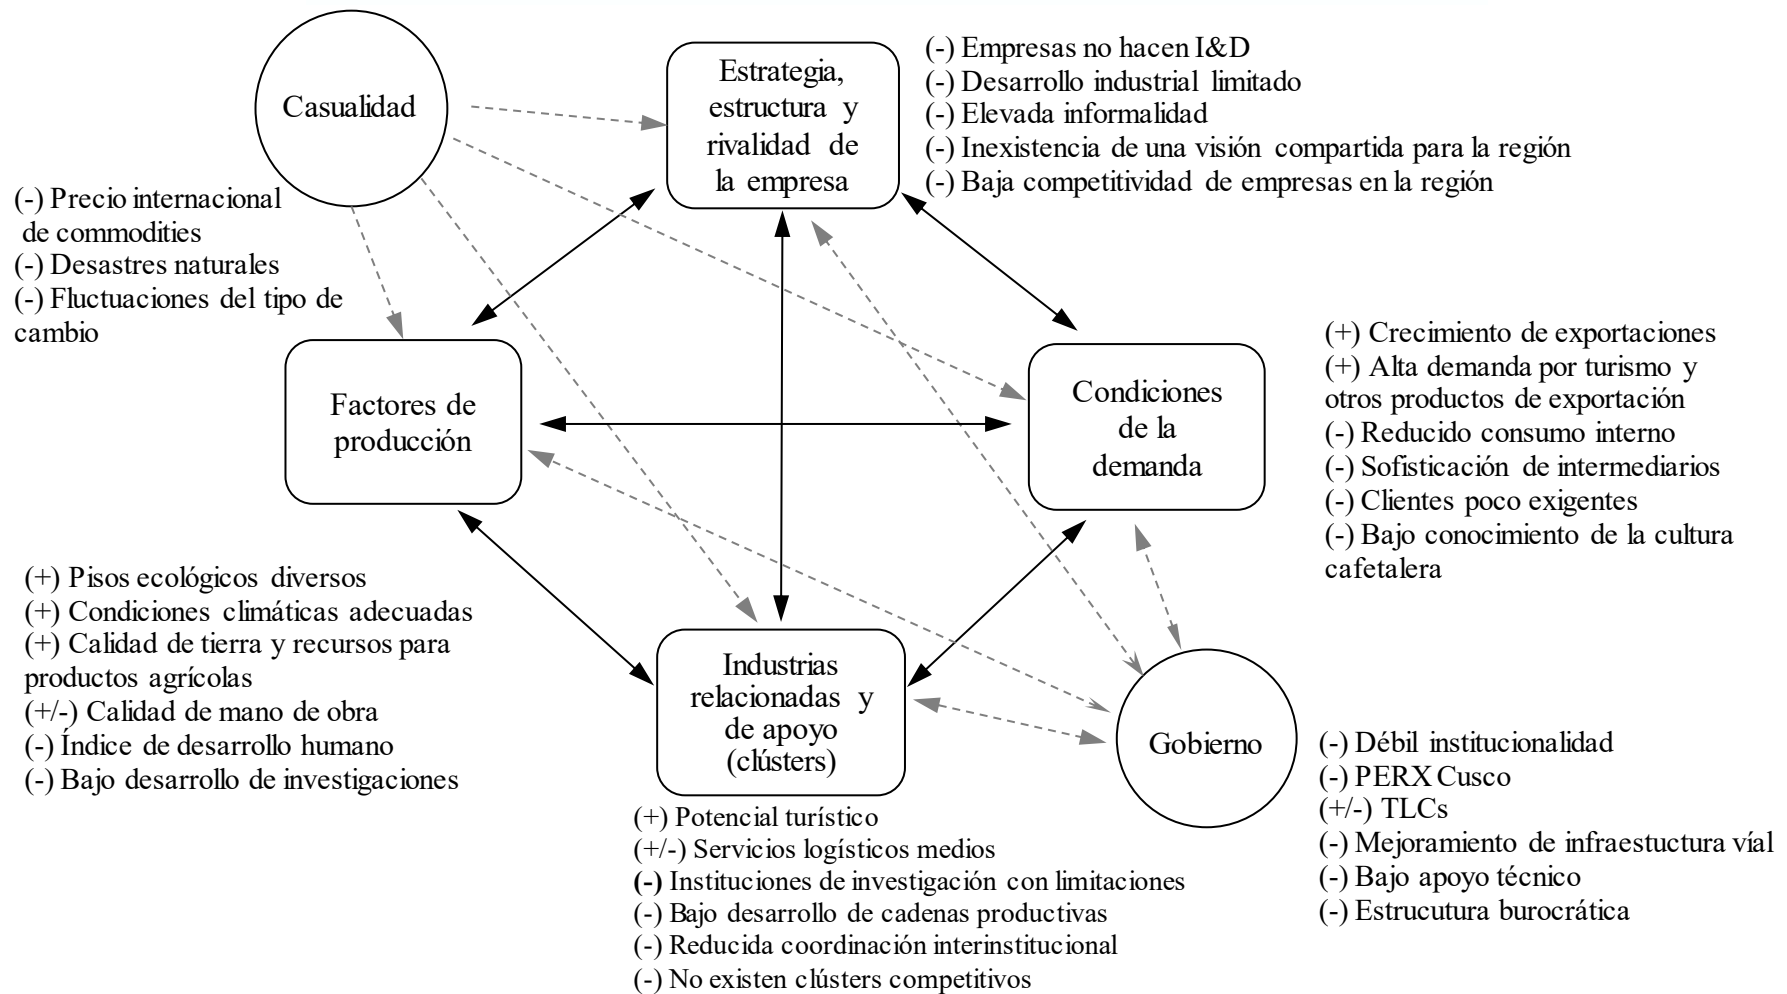 Casualidad
Estrategia,
estructura y
rivalidad de
la empresa
(-) Empresas no hacen I&D
(-) Desarrollo industrial limitado
(-) Elevada informalidad
(-) Inexistencia de una visión compartida para la región
(-) Baja competitividad de empresas en la región
(-) Precio internacional
de commodities
(-) Desastres naturales
(-) Fluctuaciones del tipo de
cambio
Factores de
producción
Condiciones
de la
demanda
(+) Crecimiento de exportaciones
(+) Alta demanda por turismo y
otros productos de exportación
(-) Reducido consumo interno
(-) Sofisticación de intermediarios
(-) Clientes poco exigentes
(-) Bajo conocimiento de la cultura
cafetalera
(+) Pisos ecológicos diversos
(+) Condiciones climáticas adecuadas
(+) Calidad de tierra y recursos para
productos agrícolas
(+/-) Calidad de mano de obra
(-) Índice de desarrollo humano
(-) Bajo desarrollo de investigaciones
Industrias
relacionadas y
de apoyo
(clústers)
Gobierno
(-) Débil institucionalidad
(-) PERX Cusco
(+/-) TLCs
(-) Mejoramiento de infraestuctura víal
(-) Bajo apoyo técnico
(-) Estrucutura burocrática
(+) Potencial turístico
(+/-) Servicios logísticos medios
(-) Instituciones de investigación con limitaciones
(-) Bajo desarrollo de cadenas productivas
(-) Reducida coordinación interinstitucional
(-) No existen clústers competitivos